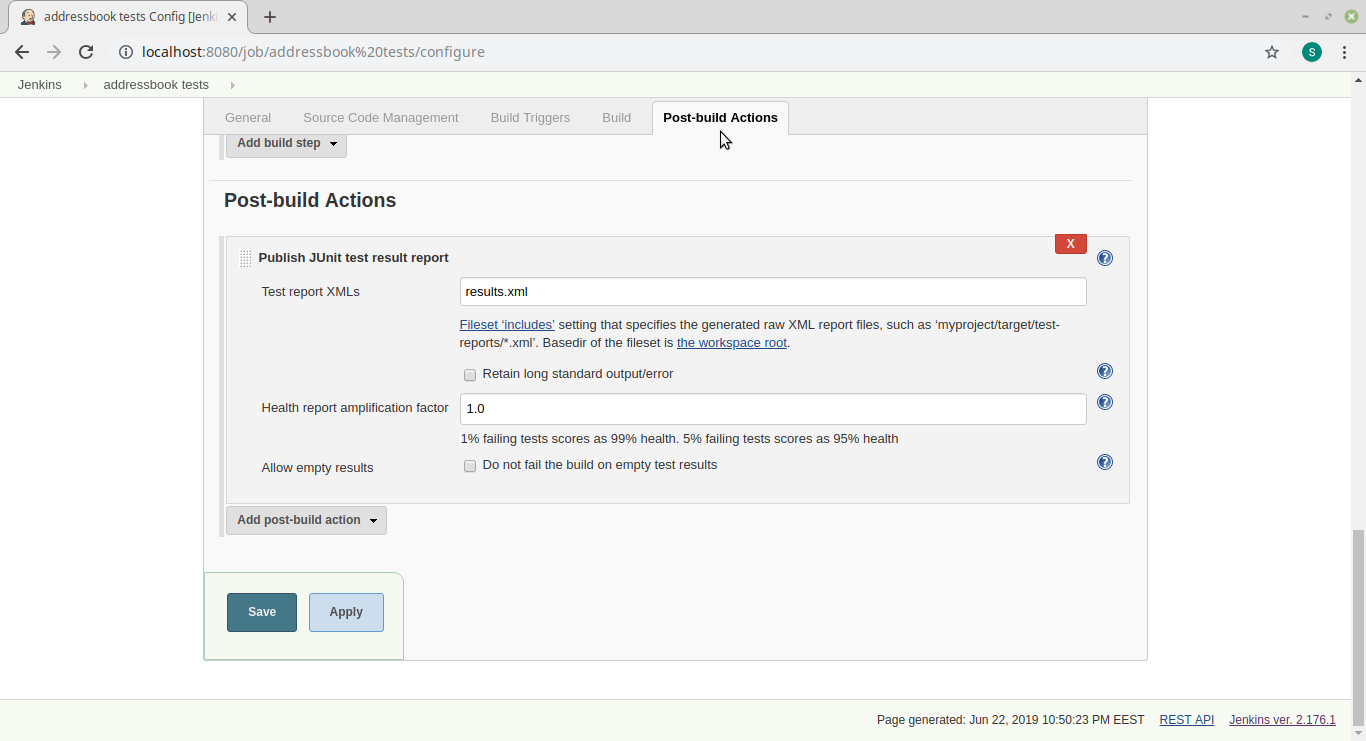 addressbook tests Config [Jenki
localhost:8080/job/addressbook%20tests/configure
S
Jenkins
addressbook tests
General
Source Code Management
Build Triggers
Build
Post-build Actions
Add build step
Post-build Actions
X
Publish JUnit test result report
?
Test report XMLs
results.xml
Fileset ‘includes’ setting that specifies the generated raw XML report files, such as ‘myproject/target/test-
reports/*.xml’. Basedir of the fileset is the workspace root.
Retain long standard output/error
?
Health report amplification factor
1.0
?
1% failing tests scores as 99% health. 5% failing tests scores as 95% health
Allow empty results
Do not fail the build on empty test results
?
Add post-build action
Save
Apply
Page generated: Jun 22, 2019 10:50:23 PM EEST
REST API
Jenkins ver. 2.176.1